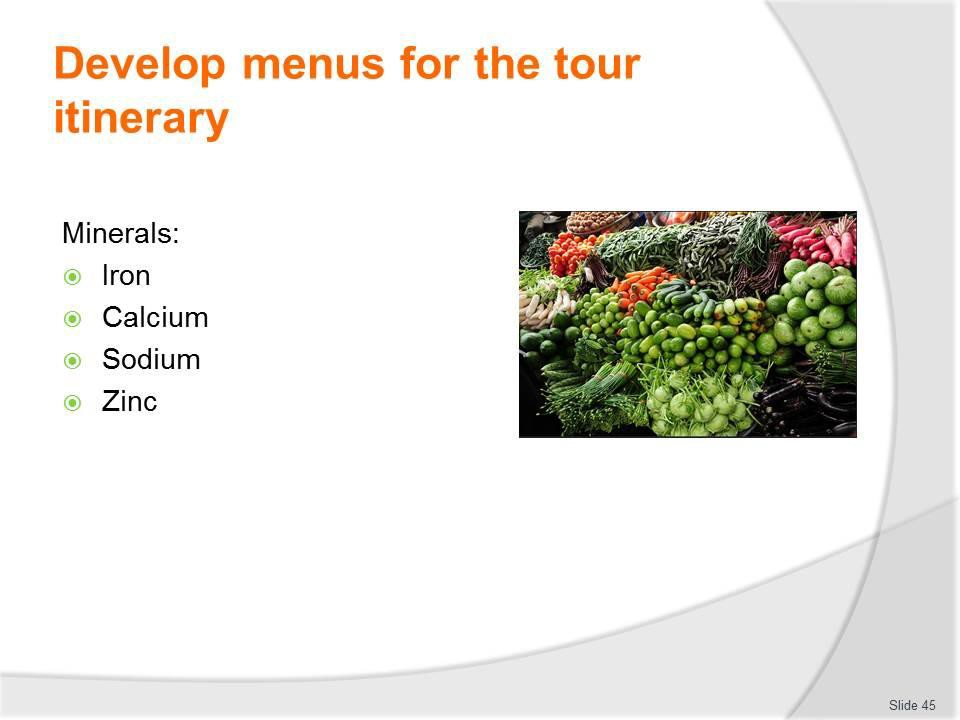 Develop menus for the tour
itinerary
Minerals:
Iron
Calcium
Sodium
Zinc
Slide 45